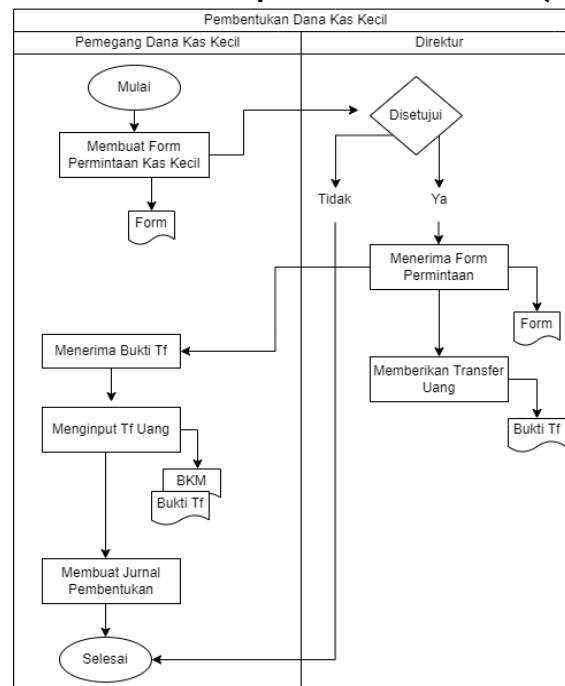 Pembentukan Dana Kas Kecil
Pemegang Dana Kas Kecil
Direktur
Mulai
Disetujui
Membuat Form
Permintaan Kas Kecil
Form
Tidak
Ya
Menerima Form
Permintaan
Form
Menerima Bukti Tf
Memberikan Transfer
Uang
Bukti Tf
Menginput Tf Uang
BKM
Bukti Tf
Membuat Jurnal
Pembentukan
Selesai